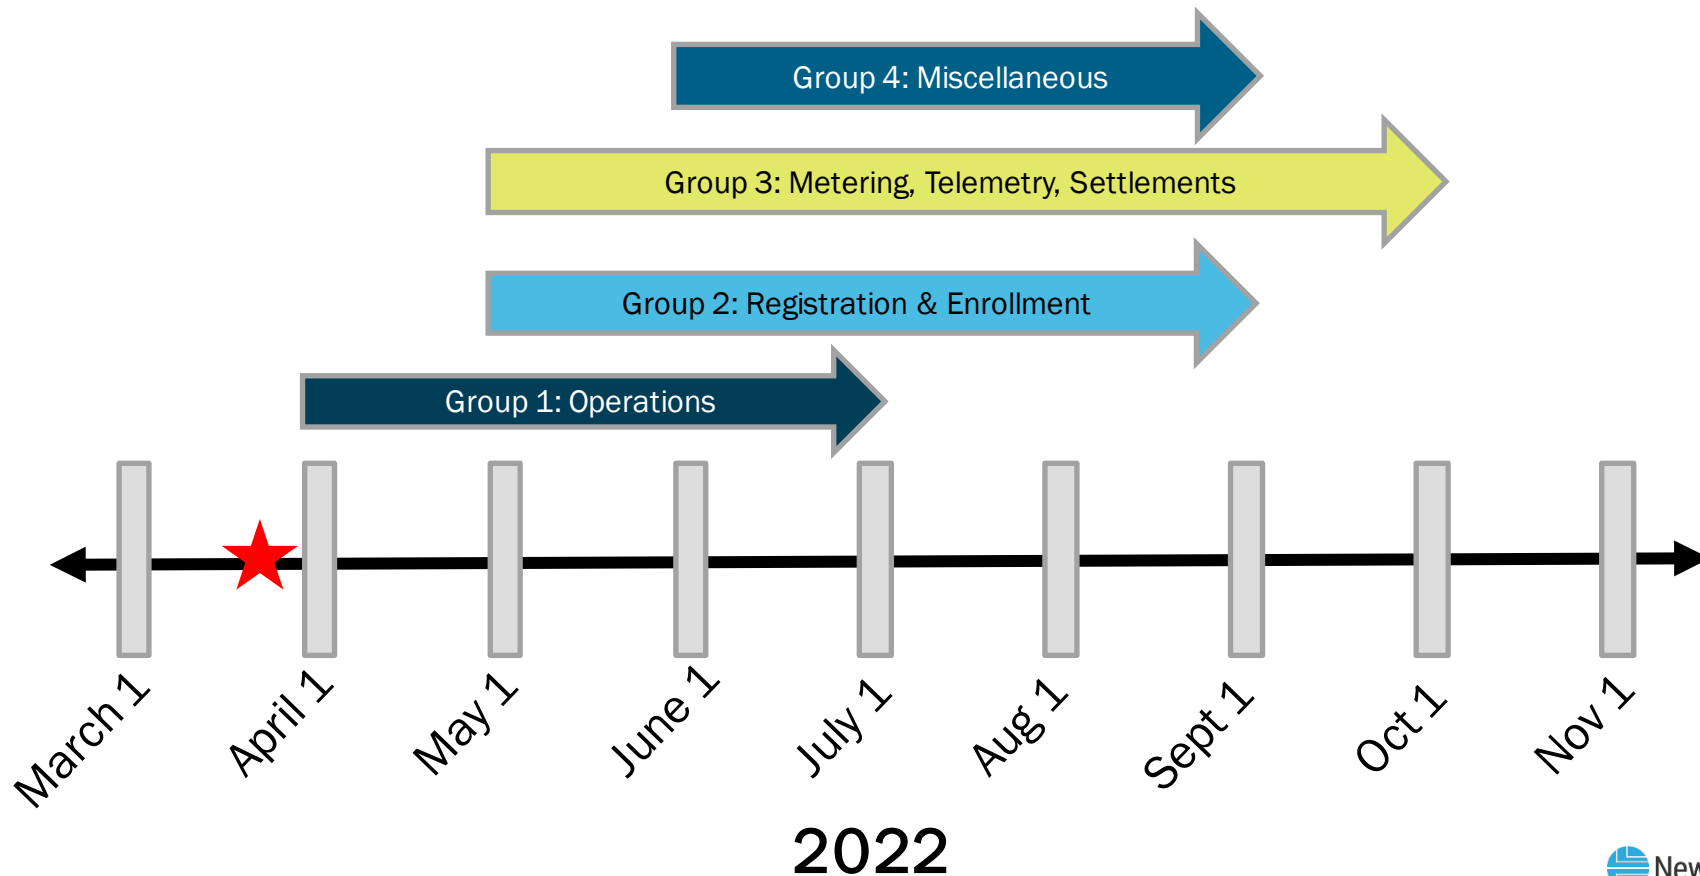 Group 4: Miscellaneous
Group 3: Metering, Telemetry, Settlements
Group 2: Registration & Enrollment
Group 1: Operations
March 1
April 1
May 1
June 1
July 1
Aug 1
Sept 1
Oct 1
Nov 1
2022
New